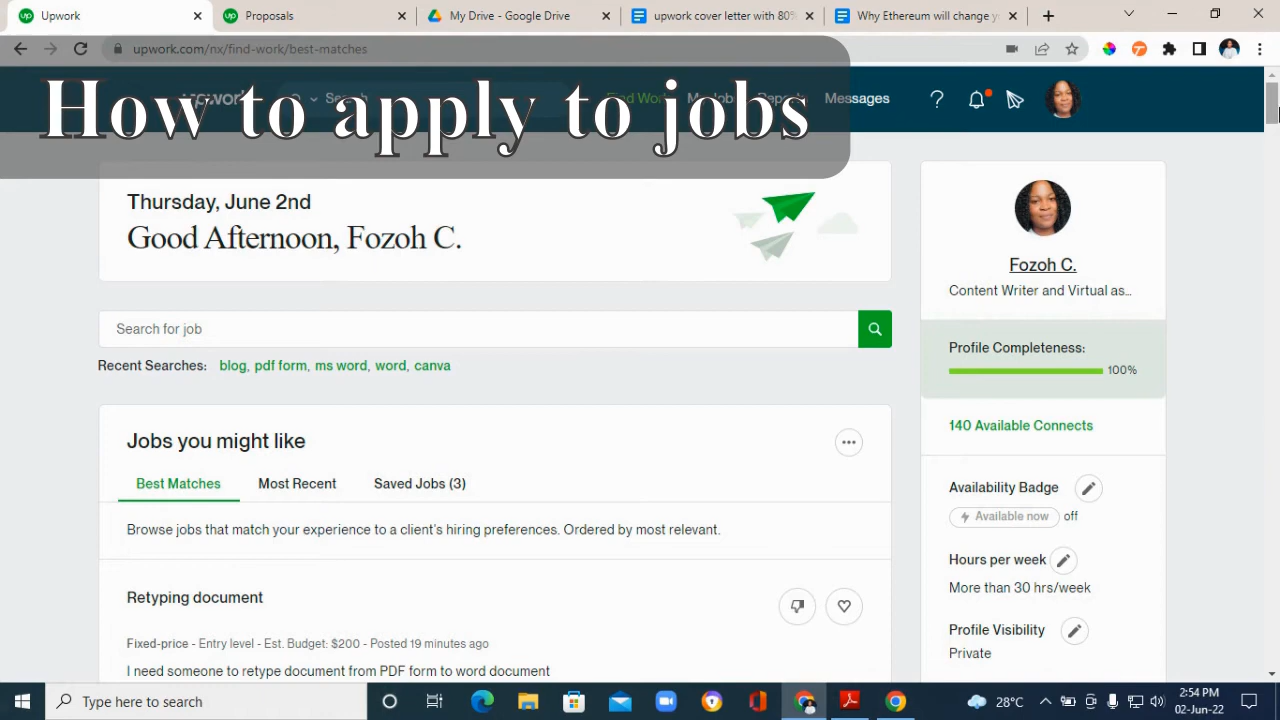 Upwork
Proposals
My Drive - Google Drive
upwork cover letter with 80%
Why Ethereum will change y
upwork.com/nx/find-work/best-matches
How to apply to jobs
upwork
Search
Find Work
My Jobs
Reports
Messages
Thursday, June 2nd
Good Afternoon, Fozoh C.
Search for job
Recent Searches: blog, pdf form, ms word, word, canva
Jobs you might like
Best Matches
Most Recent
Saved Jobs (3)
Browse jobs that match your experience to a client's hiring preferences. Ordered by most relevant.
Retyping document
Fixed-price - Entry level - Est. Budget: $200 - Posted 19 minutes ago
I need someone to retype document from PDF form to word document
Fozoh C.
Content Writer and Virtual as...
Profile Completeness:
100%
140 Available Connects
Availability Badge
Available now off
Hours per week
More than 30 hrs/week
Profile Visibility
Private
Type here to search
28°C
2:54 PM
02-Jun-22